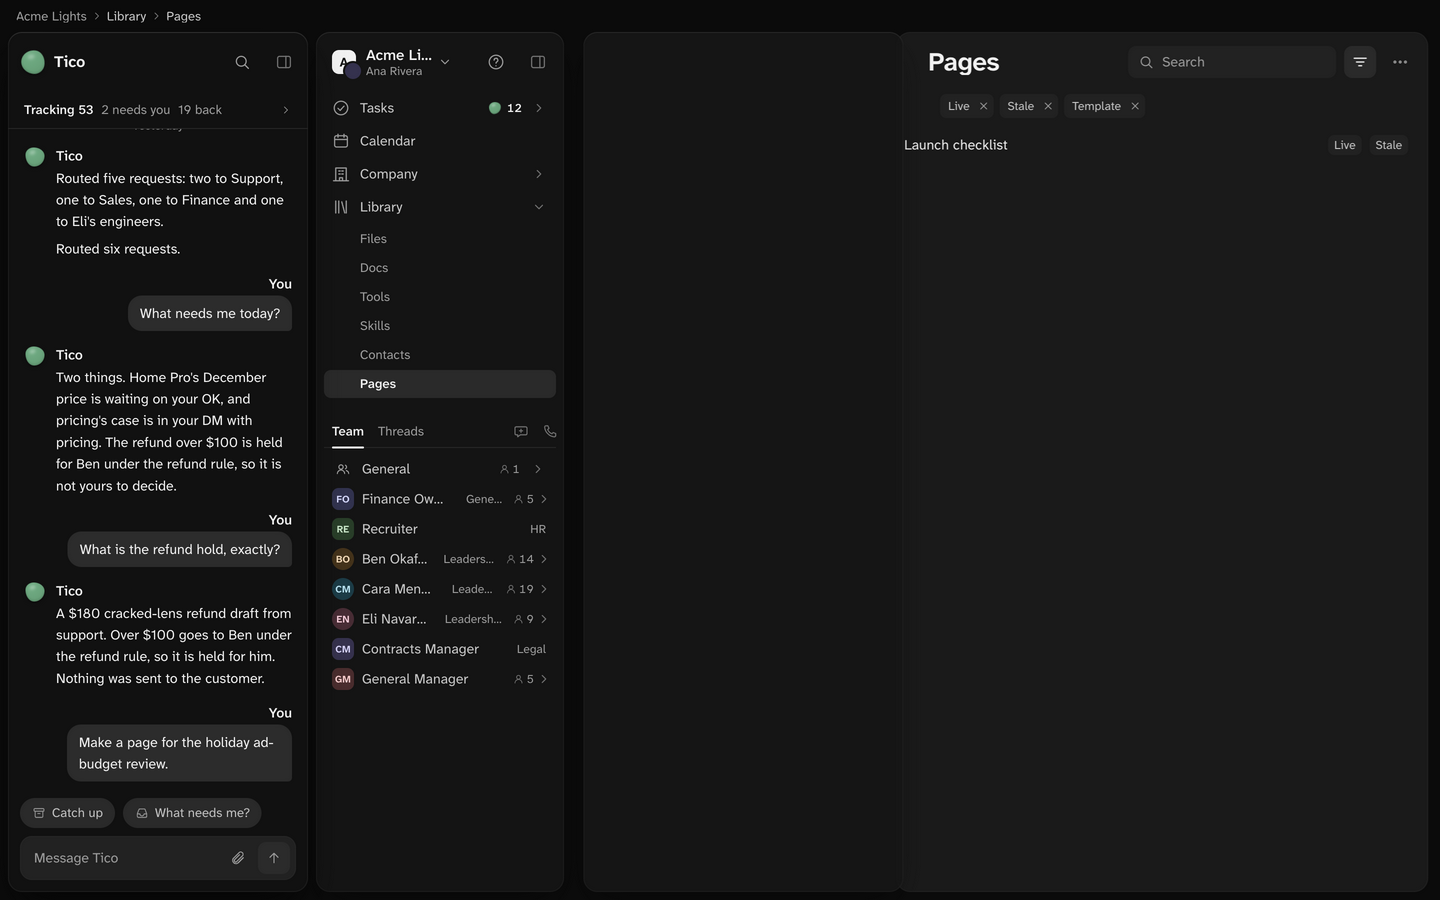 Acme Lights > Library > Pages
Tico
Tracking 53 2 needs you 19 back
Yesterday
Tico
Routed five requests: two to Support,
one to Sales, one to Finance and one
to Eli's engineers.
Routed six requests.
You
What needs me today?
Tico
Two things. Home Pro's December
price is waiting on your OK, and
pricing's case is in your DM with
pricing. The refund over $100 is held
for Ben under the refund rule, so it is
not yours to decide.
You
What is the refund hold, exactly?
Tico
A $180 cracked-lens refund draft from
support. Over $100 goes to Ben under
the refund rule, so it is held for him.
Nothing was sent to the customer.
You
Make a page for the holiday ad-
budget review.
Catch up What needs me?
Message Tico
A Acme Li...
Ana Rivera
Tasks 12
Calendar
Company
Library
Files
Docs
Tools
Skills
Contacts
Pages
Team Threads
General 1
FO Finance Ow... Gene... 5
RE Recruiter HR
BO Ben Okaf... Leaders... 14
CM Cara Men... Leade... 19
EN Eli Navar... Leadersh... 9
CM Contracts Manager Legal
GM General Manager 5
Pages Search
Live Stale Template
Launch checklist Live Stale